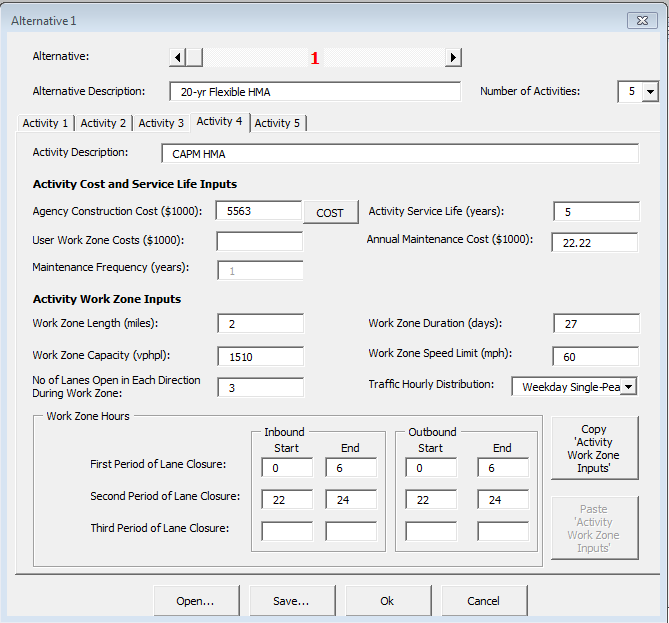 Alternative 1
Alternative: 1
Alternative Description: 20-yr Flexible HMA Number of Activities: 5
Activity 1 Activity 2 Activity 3 Activity 4 Activity 5
Activity Description: CAPM HMA
Activity Cost and Service Life Inputs
Agency Construction Cost ($1000): 5563 COST Activity Service Life (years): 5
User Work Zone Costs ($1000): Annual Maintenance Cost ($1000): 22.22
Maintenance Frequency (years): 1
Activity Work Zone Inputs
Work Zone Length (miles): 2 Work Zone Duration (days): 27
Work Zone Capacity (vphpl): 1510 Work Zone Speed Limit (mph): 60
No of Lanes Open in Each Direction
During Work Zone: 3 Traffic Hourly Distribution: Weekday Single-Pea
Work Zone Hours
Inbound Outbound
Start End Start End
First Period of Lane Closure: 0 6 0 6
Second Period of Lane Closure: 22 24 22 24
Third Period of Lane Closure:
Copy
'Activity
Work Zone
Inputs'
Paste
'Activity
Work Zone
Inputs'
Open... Save... Ok Cancel